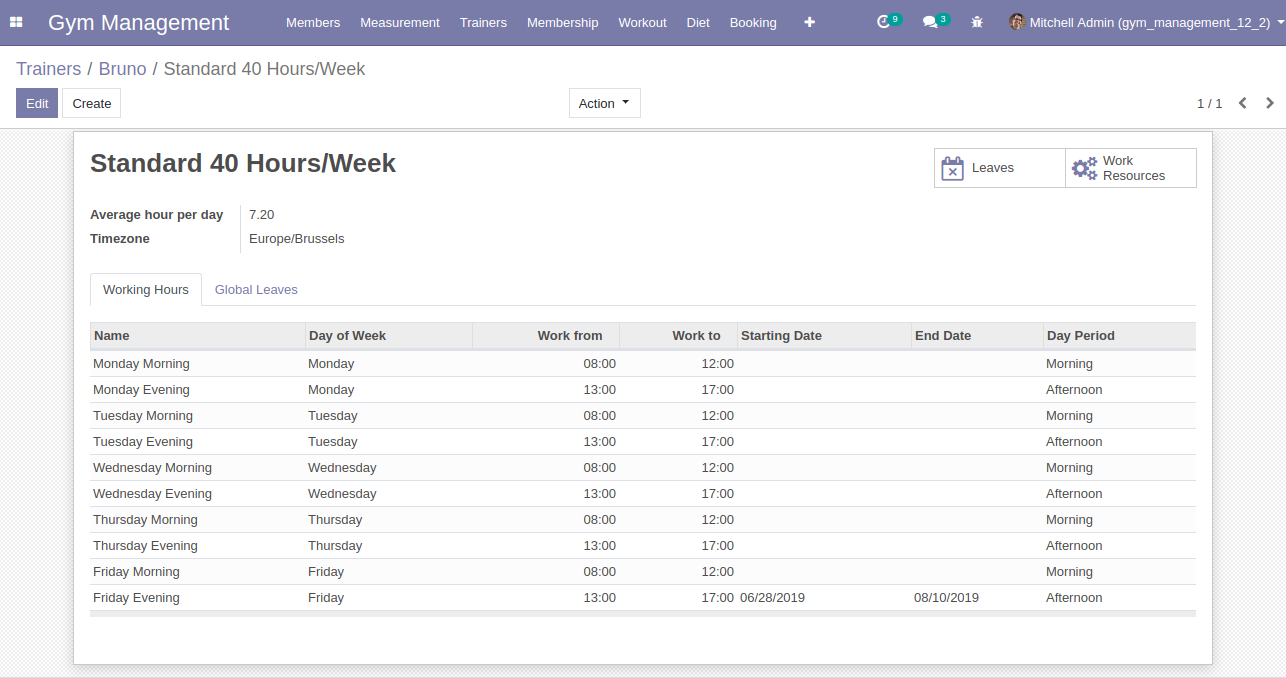 Gym Management Members Measurement Trainers Membership Workout Diet Booking 9 3 Mitchell Admin (gym_management_12_2)
Trainers / Bruno / Standard 40 Hours/Week
Edit Create Action 1 / 1
Standard 40 Hours/Week
Leaves
Work
Resources
Average hour per day 7.20
Timezone Europe/Brussels
Working Hours Global Leaves
Name Day of Week Work from Work to Starting Date End Date Day Period
Monday Morning Monday 08:00 12:00 Morning
Monday Evening Monday 13:00 17:00 Afternoon
Tuesday Morning Tuesday 08:00 12:00 Morning
Tuesday Evening Tuesday 13:00 17:00 Afternoon
Wednesday Morning Wednesday 08:00 12:00 Morning
Wednesday Evening Wednesday 13:00 17:00 Afternoon
Thursday Morning Thursday 08:00 12:00 Morning
Thursday Evening Thursday 13:00 17:00 Afternoon
Friday Morning Friday 08:00 12:00 Morning
Friday Evening Friday 13:00 17:00 06/28/2019 08/10/2019 Afternoon